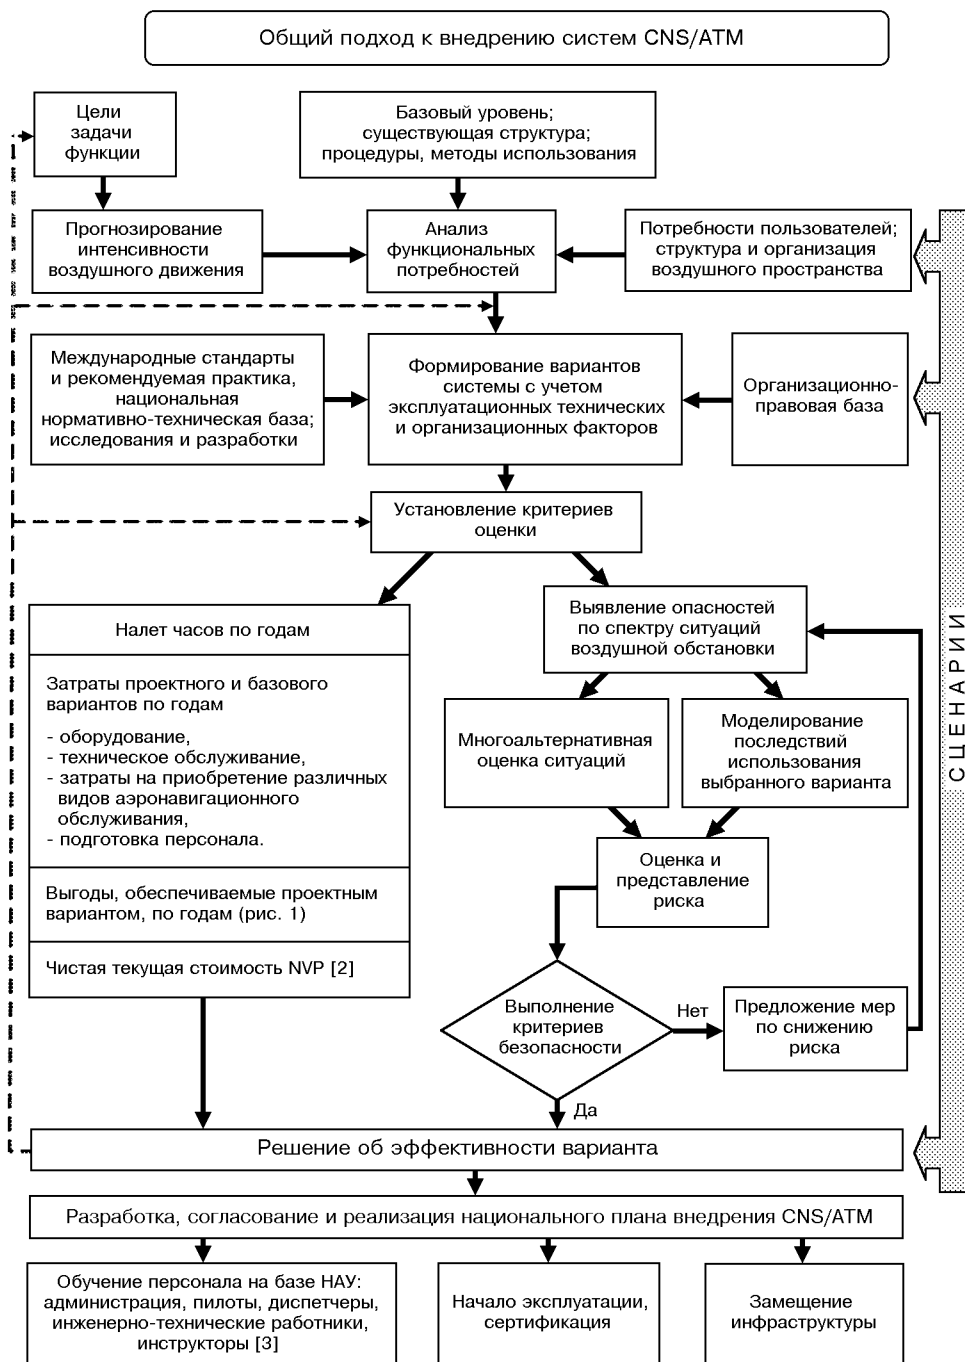 Общий подход к внедрению систем CNS/ATM
Цели
задачи
функции
Базовый уровень;
существующая структура;
процедуры, методы использования
Прогнозирование
интенсивности
воздушного движения
Анализ
функциональных
потребностей
Потребности пользователей;
структура и организация
воздушного пространства
Международные стандарты
и рекомендуемая практика,
национальная
нормативно-техническая база;
исследования и разработки
Формирование вариантов
системы с учетом
эксплуатационных технических
и организационных факторов
Организационно-
правовая база
Установление критериев
оценки
Налет часов по годам
Затраты проектного и базового
вариантов по годам
- оборудование,
- техническое обслуживание,
- затраты на приобретение различных
видов аэронавигационного
обслуживания,
- подготовка персонала.
Выгоды, обеспечиваемые проектным
вариантом, по годам (рис. 1)
Чистая текущая стоимость NVP [2]
Выявление опасностей
по спектру ситуаций
воздушной обстановки
Многоальтернативная
оценка ситуаций
Моделирование
последствий
использования
выбранного варианта
Оценка и
представление
риска
Выполнение
критериев
безопасности
Нет
Предложение мер
по снижению
риска
Да
СЦЕНАРИИ
Решение об эффективности варианта
Разработка, согласование и реализация национального плана внедрения CNS/ATM
Обучение персонала на базе НАУ:
администрация, пилоты, диспетчеры,
инженерно-технические работники,
инструкторы [3]
Начало эксплуатации,
сертификация
Замещение
инфраструктуры